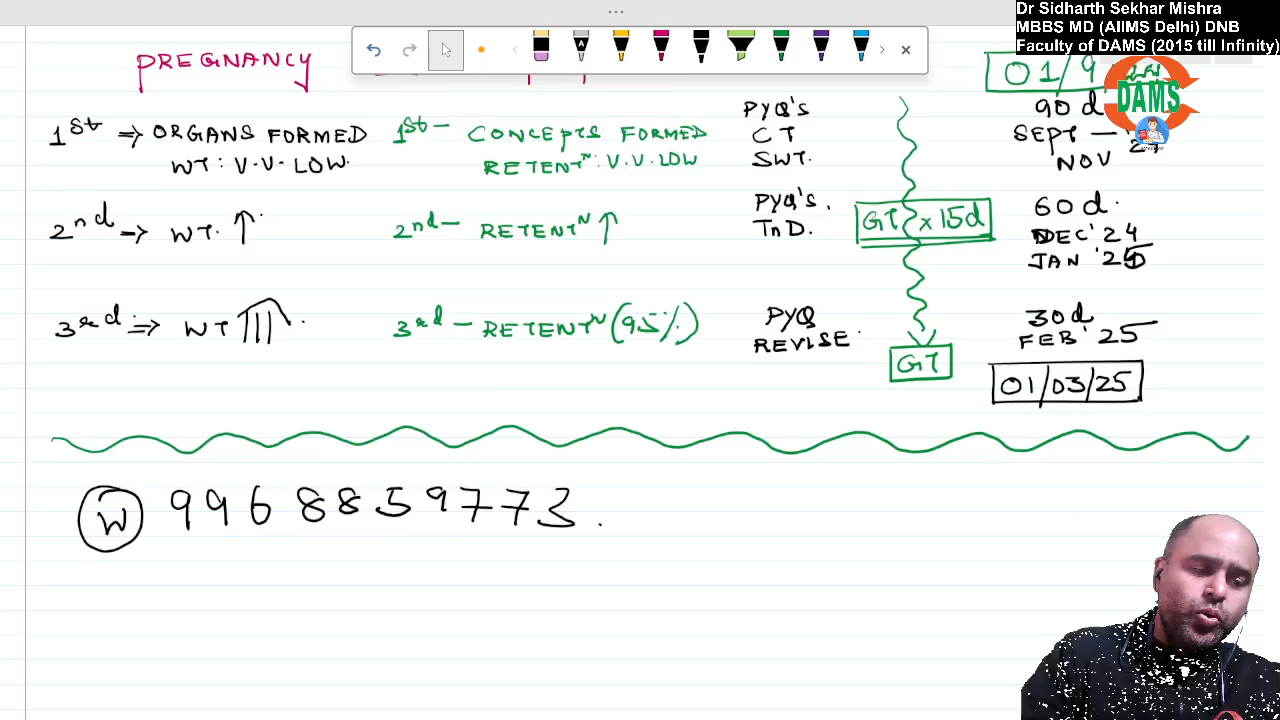 Dr Sidharth Sekhar Mishra
MBBS MD (AIIMS Delhi) DNB
Faculty of DAMS (2015 till Infinity)
DAMS
PREGNANCY
01/9
1st ⇒ ORGANS FORMED
WT: V.V. LOW.
1st – CONCEPTS FORMED
RETENTN: V.V. LOW
PYQ'S
CT
SWT.
90 d
SEPT –
NOV
2nd → WT. ↑
2nd – RETENTN ↑
PYQ'S.
TnD.
GT × 15d
60 d.
DEC' 24
JAN '25
3rd ⇒ WT
3rd – RETENTN (95%)
PYQ
REVISE.
GT
30d
FEB' 25
01/03/25
W 9968859773.